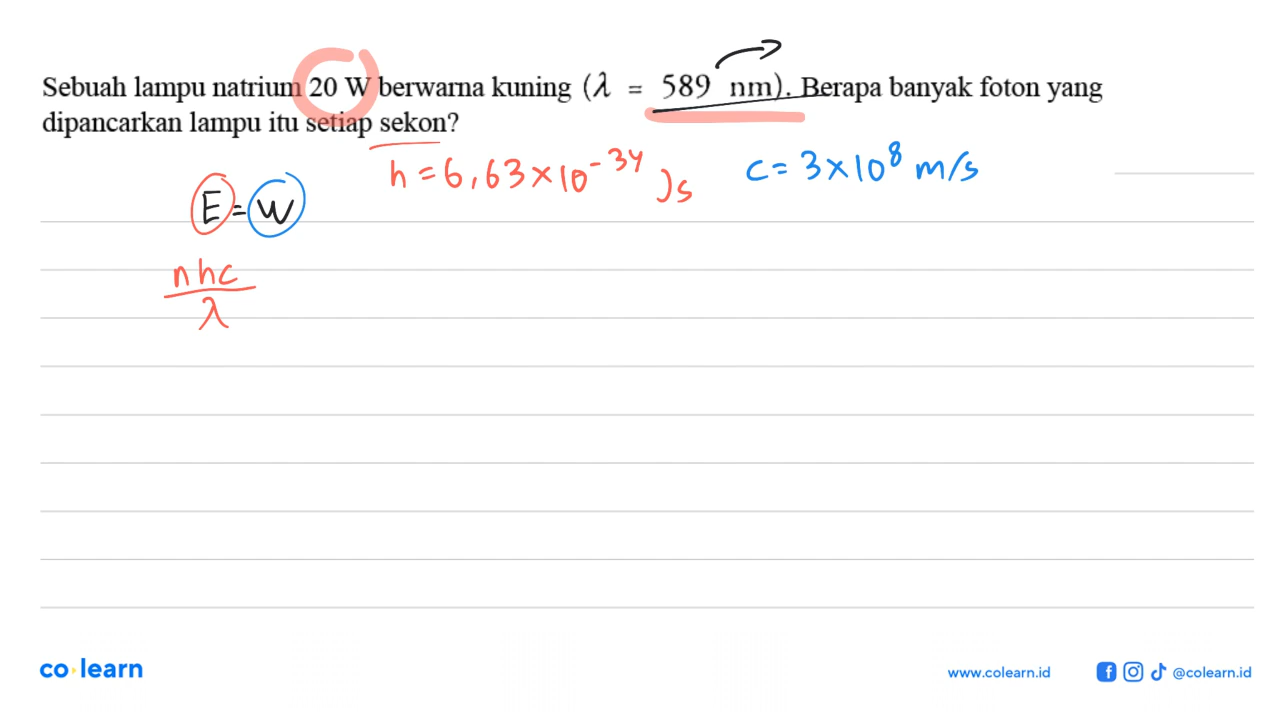 Sebuah lampu natrium 20 W berwarna kuning (λ = 589 nm). Berapa banyak foton yang
dipancarkan lampu itu setiap sekon?
h = 6,63 × 10⁻³⁴ Js
c = 3 × 10⁸ m/s
E = W
nhc
λ
co learn
www.colearn.id
@colearn.id